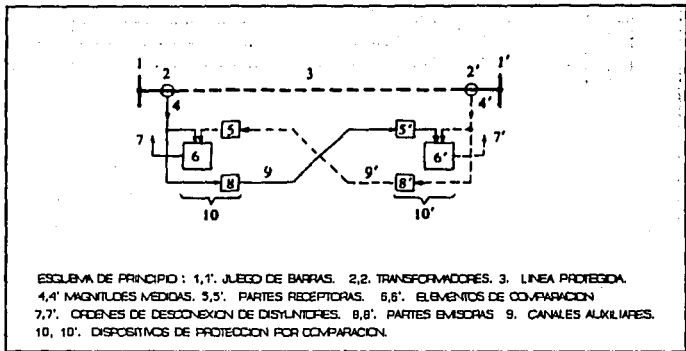 1 2 3 2' 1'
4 4'
7 5 5' 7'
6 9 9' 6'
8 8'
10 10'
ESQUEMA DE PRINCIPIO : 1,1'. JUEGO DE BARRAS. 2,2. TRANSFORMADORES. 3. LINEA PROTEGIDA.
4,4' MAGNITUDES MEDIDAS. 5,5'. PARTES RECEPTORAS. 6,6'. ELEMENTOS DE COMPARACION
7,7'. ORDENES DE DESCONEXION DE DISYUNTORES. 8,8'. PARTES EMISORAS 9. CANALES AUXILIARES.
10, 10'. DISPOSITIVOS DE PROTECCION POR COMPARACION.